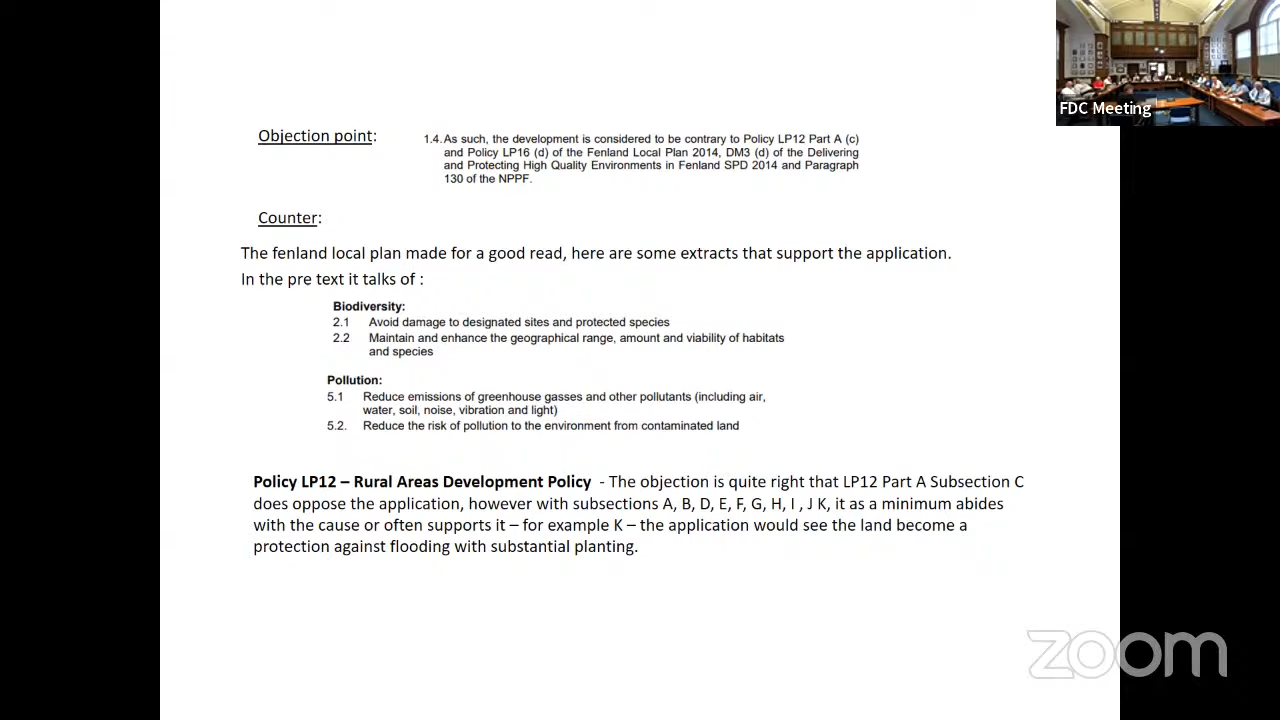 FDC Meeting
Objection point:
1.4. As such, the development is considered to be contrary to Policy LP12 Part A (c)
and Policy LP16 (d) of the Fenland Local Plan 2014, DM3 (d) of the Delivering
and Protecting High Quality Environments in Fenland SPD 2014 and Paragraph
130 of the NPPF.
Counter:
The fenland local plan made for a good read, here are some extracts that support the application.
In the pre text it talks of :
Biodiversity:
2.1 Avoid damage to designated sites and protected species
2.2 Maintain and enhance the geographical range, amount and viability of habitats
and species
Pollution:
5.1 Reduce emissions of greenhouse gasses and other pollutants (including air,
water, soil, noise, vibration and light)
5.2. Reduce the risk of pollution to the environment from contaminated land
Policy LP12 – Rural Areas Development Policy - The objection is quite right that LP12 Part A Subsection C
does oppose the application, however with subsections A, B, D, E, F, G, H, I , J K, it as a minimum abides
with the cause or often supports it – for example K – the application would see the land become a
protection against flooding with substantial planting.
zoom